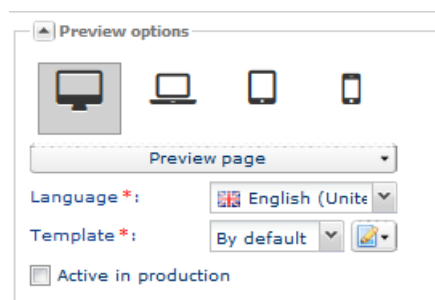 Preview options
Preview page
Language *:
English (Unite
Template *:
By default
Active in production